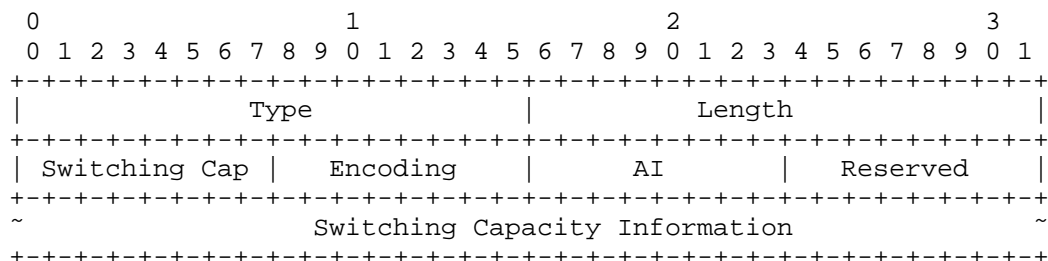 0                   1                   2                   3
 0 1 2 3 4 5 6 7 8 9 0 1 2 3 4 5 6 7 8 9 0 1 2 3 4 5 6 7 8 9 0 1
+-+-+-+-+-+-+-+-+-+-+-+-+-+-+-+-+-+-+-+-+-+-+-+-+-+-+-+-+-+-+-+-+
|              Type             |          Length               |
+-+-+-+-+-+-+-+-+-+-+-+-+-+-+-+-+-+-+-+-+-+-+-+-+-+-+-+-+-+-+-+-+
| Switching Cap |   Encoding    |      AI       |   Reserved    |
+-+-+-+-+-+-+-+-+-+-+-+-+-+-+-+-+-+-+-+-+-+-+-+-+-+-+-+-+-+-+-+-+
~                  Switching Capacity Information               ~
+-+-+-+-+-+-+-+-+-+-+-+-+-+-+-+-+-+-+-+-+-+-+-+-+-+-+-+-+-+-+-+-+